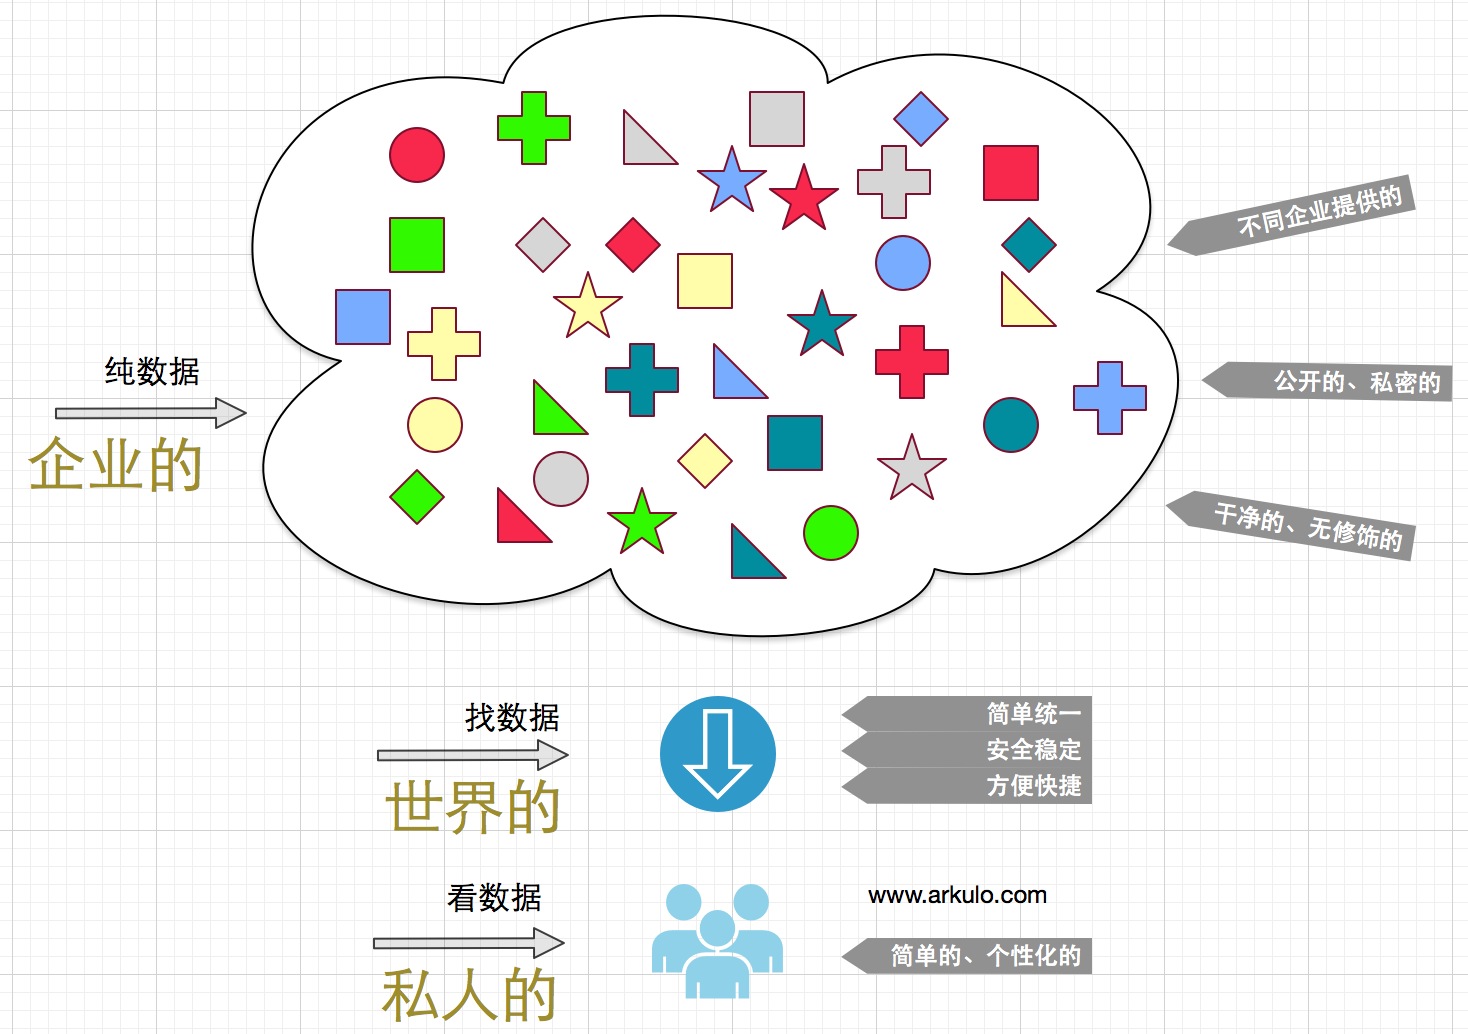 不同企业提供的
纯数据
企业的
公开的、私密的
干净的、无修饰的
找数据
世界的
简单统一
安全稳定
方便快捷
看数据
私人的
www.arkulo.com
简单的、个性化的